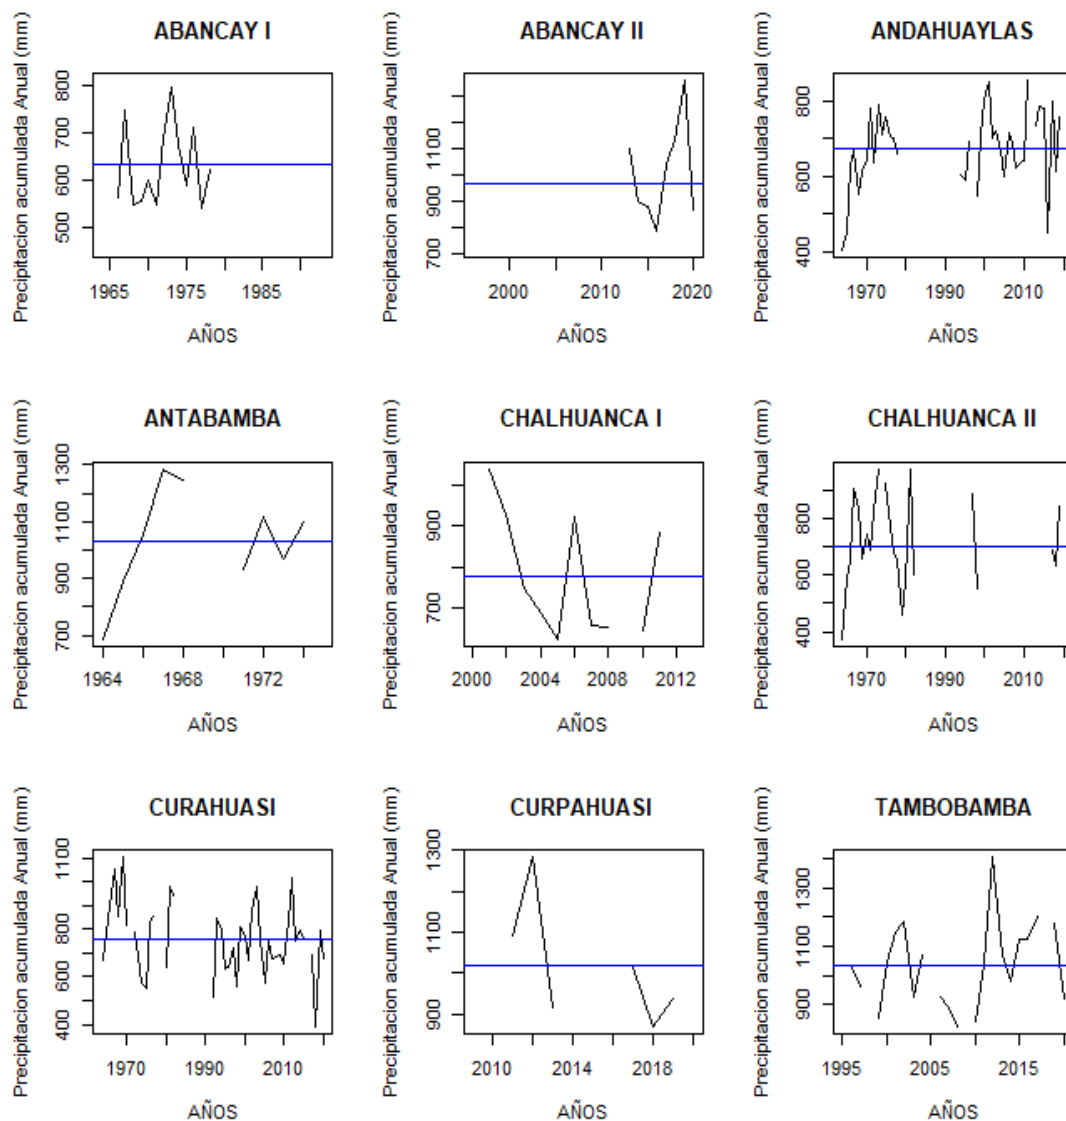 ABANCAY I
Precipitacion acumulada Anual (mm)
800
700
600
500
1965 1975 1985
AÑOS
ABANCAY II
Precipitacion acumulada Anual (mm)
1100
900
700
2000 2010 2020
AÑOS
ANDAHUAYLAS
Precipitacion acumulada Anual (mm)
800
600
400
1970 1990 2010
AÑOS
ANTABAMBA
Precipitacion acumulada Anual (mm)
1300
1100
900
700
1964 1968 1972
AÑOS
CHALHUANCA I
Precipitacion acumulada Anual (mm)
900
700
2000 2004 2008 2012
AÑOS
CHALHUANCA II
Precipitacion acumulada Anual (mm)
800
600
400
1970 1990 2010
AÑOS
CURAHUASI
Precipitacion acumulada Anual (mm)
1100
800
600
400
1970 1990 2010
AÑOS
CURPAHUASI
Precipitacion acumulada Anual (mm)
1300
1100
900
2010 2014 2018
AÑOS
TAMBOBAMBA
Precipitacion acumulada Anual (mm)
1300
1100
900
1995 2005 2015
AÑOS